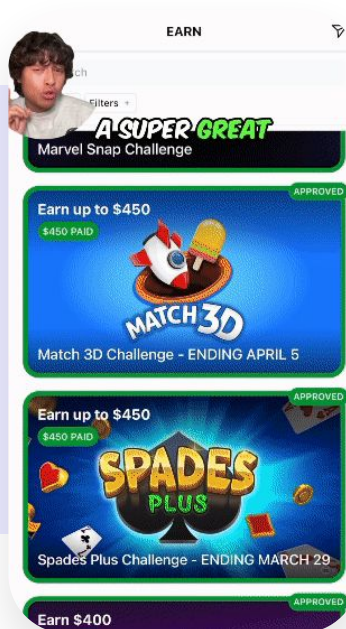 EARN
ch
Filters +
A SUPER GREAT
Marvel Snap Challenge
APPROVED
Earn up to $450
$450 PAID
MATCH 3D
Match 3D Challenge - ENDING APRIL 5
APPROVED
Earn up to $450
$450 PAID
SPADES
PLUS
Spades Plus Challenge - ENDING MARCH 29
APPROVED
Earn $400